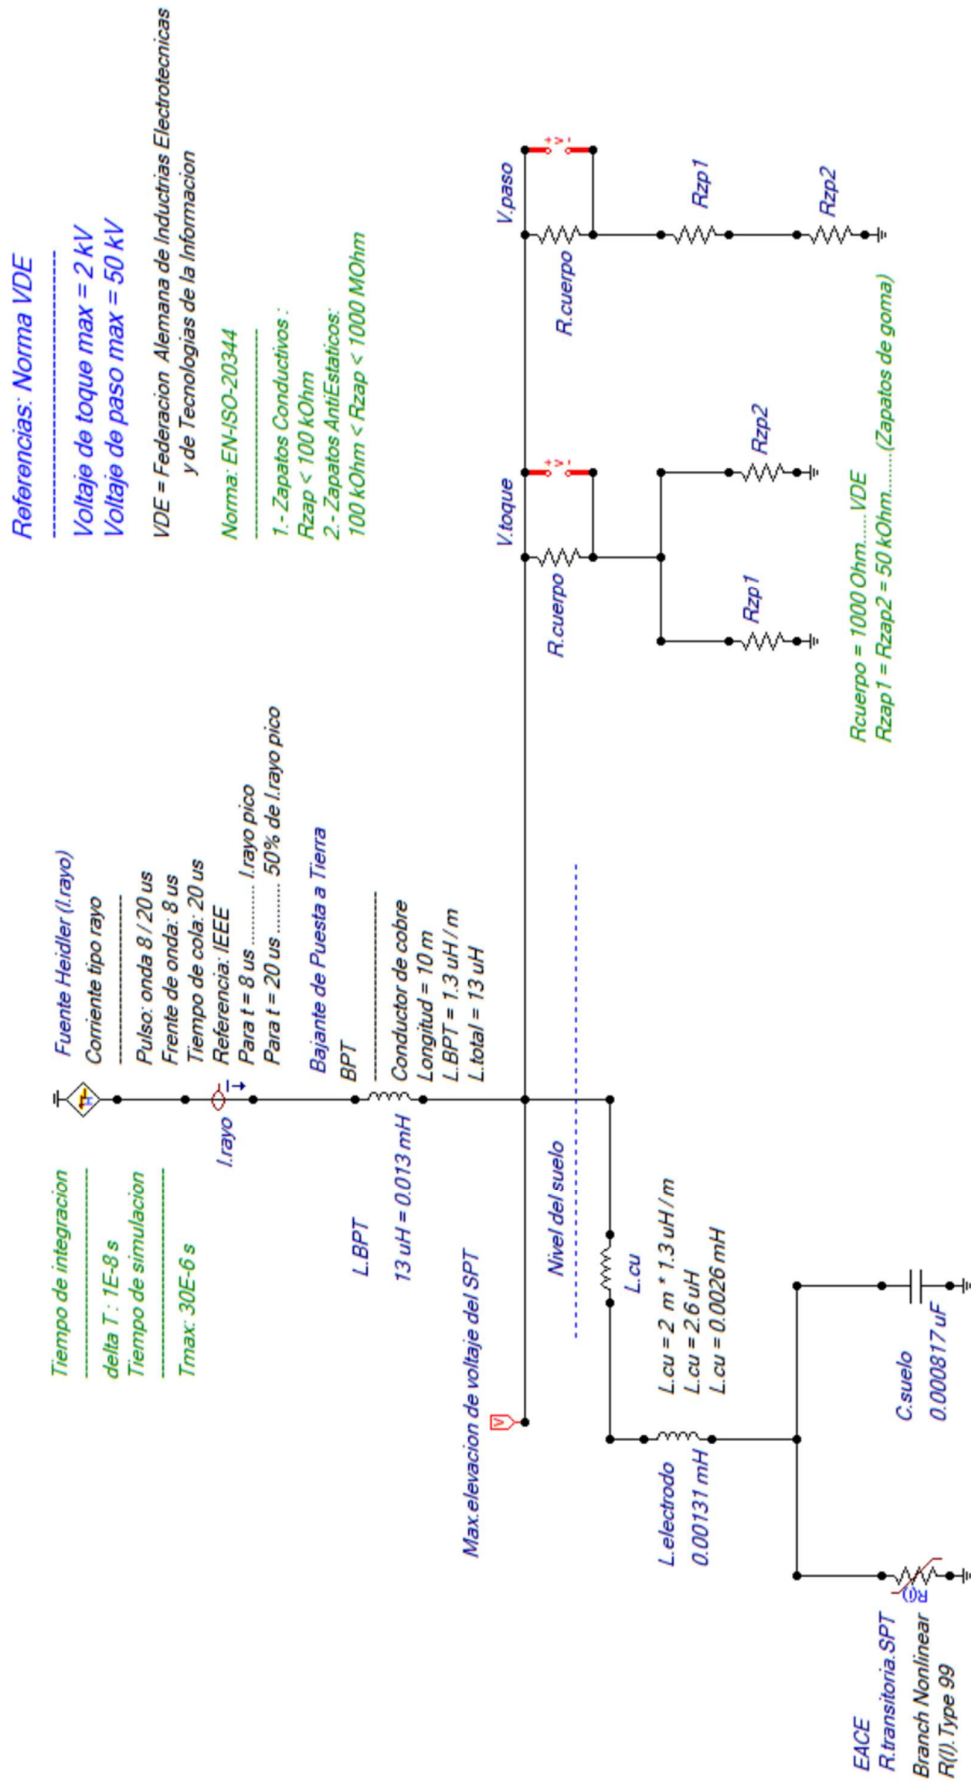 Referencias: Norma VDE
Voltaje de toque max = 2 kV
Voltaje de paso max = 50 kV
VDE = Federacion Alemana de Inductrias Electrotecnicas
y de Tecnologias de la Informacion
Norma: EN-ISO-20344
1.- Zapatos Conductivos :
Rzap < 100 kOhm
2.- Zapatos AntiEstaticos:
100 kOhm < Rzap < 1000 MOhm
Fuente Heidler (I.rayo)
Corriente tipo rayo
Pulso: onda 8 / 20 us
Frente de onda: 8 us
Tiempo de cola: 20 us
Referencia: IEEE
Para t = 8 us .......... I.rayo pico
Para t = 20 us .......... 50% de I.rayo pico
H
I
I.rayo
Tiempo de integracion
delta T : 1E-8 s
Tiempo de simulacion
Tmax: 30E-6 s
Bajante de Puesta a Tierra
BPT
Conductor de cobre
Longitud = 10 m
L.BPT = 1.3 uH / m
L.total = 13 uH
L.BPT
13 uH = 0.013 mH
Max.elevacion de voltaje del SPT
V
Nivel del suelo
L.cu
L.cu = 2 m * 1.3 uH / m
L.cu = 2.6 uH
L.cu = 0.0026 mH
L.electrodo
0.00131 mH
C.suelo
0.000817 uF
EACE
R.transitoria.SPT
Branch Nonlinear
R(I).Type 99
R(i)
V.toque
+ v -
R.cuerpo
Rzp1
Rzp2
V.paso
+ v -
R.cuerpo
Rzp1
Rzp2
Rcuerpo = 1000 Ohm.....VDE
Rzap1 = Rzap2 = 50 kOhm......(Zapatos de goma)